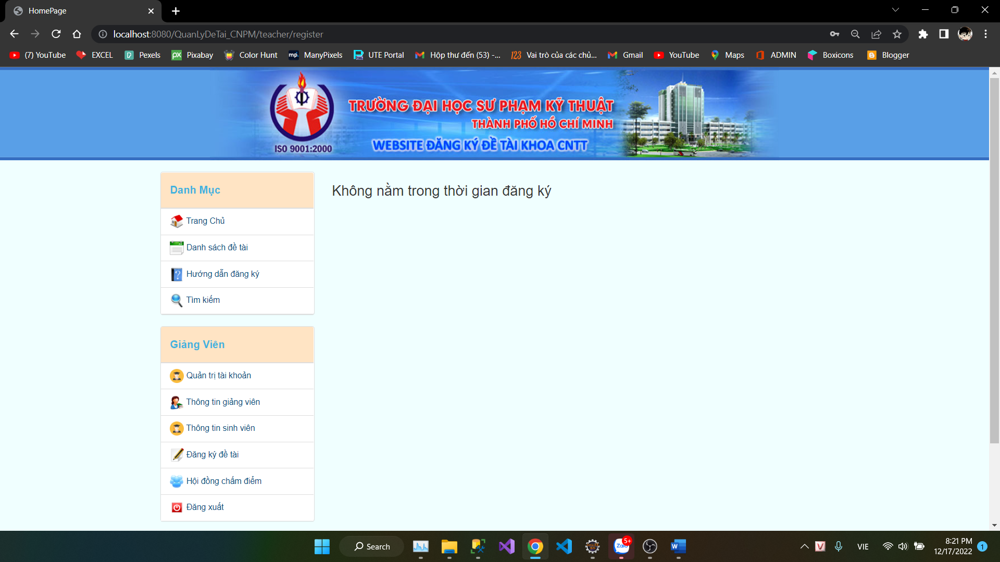 HomePage
localhost:8080/QuanLyDeTai_CNPM/teacher/register
(7) YouTube
EXCEL
Pexels
px
Pixabay
Color Hunt
mp.
ManyPixels
UTE Portal
Hộp thư đến (53) -...
123
Vai trò của các chủ...
Gmail
YouTube
Maps
ADMIN
Boxicons
Blogger
TRƯỜNG ĐẠI HỌC SƯ PHẠM KỸ THUẬT
THÀNH PHỐ HỒ CHÍ MINH
WEBSITE ĐĂNG KÝ ĐỀ TÀI KHOA CNTT
ISO 9001:2000
Danh Mục
Trang Chủ
Danh sách đề tài
Hướng dẫn đăng ký
Tìm kiếm
Không nằm trong thời gian đăng ký
Giảng Viên
Quản trị tài khoản
Thông tin giảng viên
Thông tin sinh viên
Đăng ký đề tài
Hội đồng chấm điểm
Đăng xuất
Search
Zalo
5+
W
V
VIE
8:21 PM
12/17/2022
1